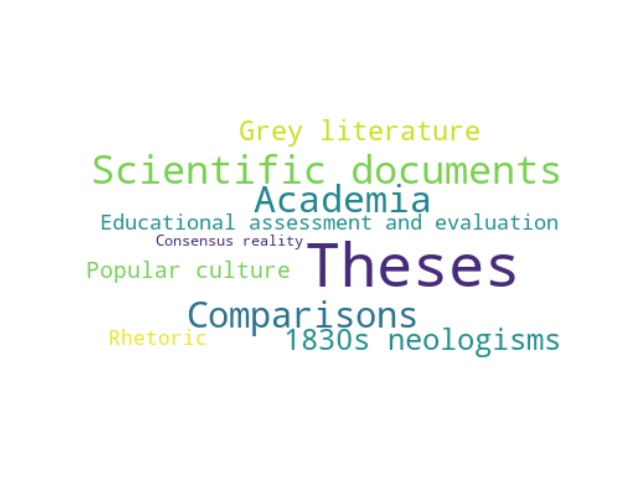 Grey literature
Scientific documents
Academia
Educational assessment and evaluation
Consensus reality
Theses
Popular culture
Comparisons
Rhetoric
1830s neologisms